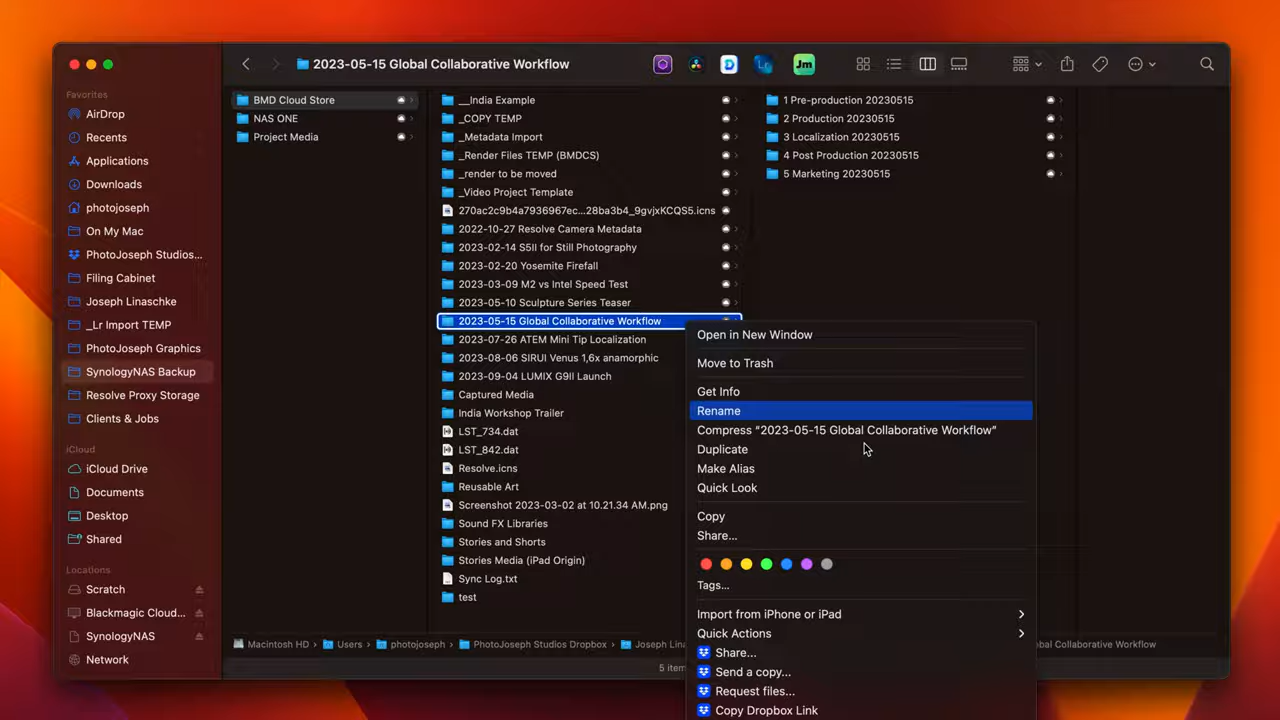 2023-05-15 Global Collaborative Workflow
Lr
Jm
Favorites
AirDrop
Recents
Applications
Downloads
photojoseph
On My Mac
PhotoJoseph Studios...
Filing Cabinet
Joseph Linaschke
_Lr Import TEMP
PhotoJoseph Graphics
SynologyNAS Backup
Resolve Proxy Storage
Clients & Jobs
iCloud
iCloud Drive
Documents
Desktop
Shared
Locations
Scratch
Blackmagic Cloud...
SynologyNAS
Network
BMD Cloud Store
NAS ONE
Project Media
__India Example
_COPY TEMP
_Metadata Import
_Render Files TEMP (BMDCS)
_render to be moved
_Video Project Template
270ac2c9b4a7936967ec...28ba3b4_9gvjxKCQS5.icns
2022-10-27 Resolve Camera Metadata
2023-02-14 S5II for Still Photography
2023-02-20 Yosemite Firefall
2023-03-09 M2 vs Intel Speed Test
2023-05-10 Sculpture Series Teaser
2023-05-15 Global Collaborative Workflow
2023-07-26 ATEM Mini Tip Localization
2023-08-06 SIRUI Venus 1,6x anamorphic
2023-09-04 LUMIX G9II Launch
Captured Media
India Workshop Trailer
LST_734.dat
LST_842.dat
Resolve.icns
Reusable Art
Screenshot 2023-03-02 at 10.21.34 AM.png
Sound FX Libraries
Stories and Shorts
Stories Media (iPad Origin)
Sync Log.txt
test
1 Pre-production 20230515
2 Production 20230515
3 Localization 20230515
4 Post Production 20230515
5 Marketing 20230515
Open in New Window
Move to Trash
Get Info
Rename
Compress “2023-05-15 Global Collaborative Workflow”
Duplicate
Make Alias
Quick Look
Copy
Share...
Tags...
Import from iPhone or iPad
Quick Actions
Share...
Send a copy...
Request files...
Copy Dropbox Link
Macintosh HD › Users › photojoseph › PhotoJoseph Studios Dropbox › Joseph Lina
bal Collaborative Workflow
5 item